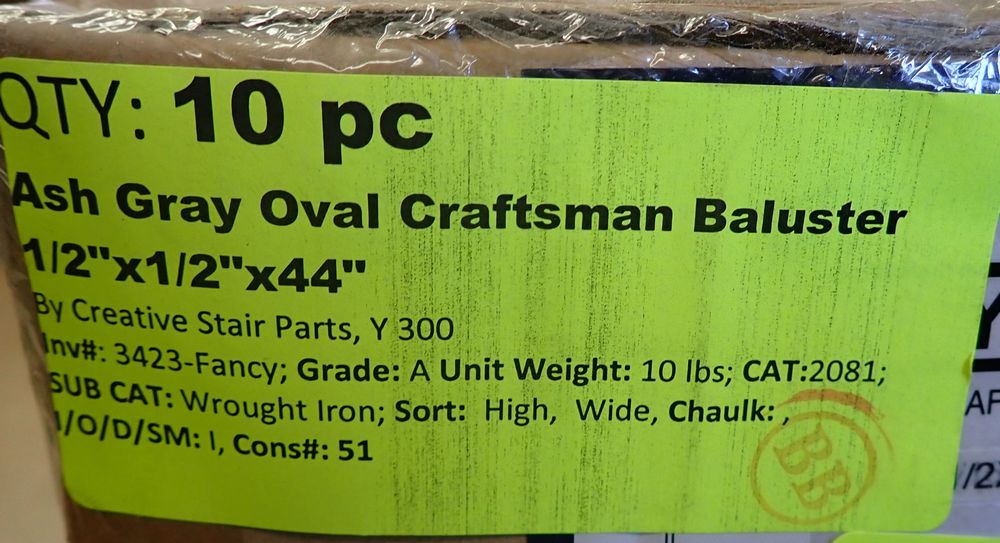 QTY: 10 pc
Ash Gray Oval Craftsman Baluster
1/2"x1/2"x44"
By Creative Stair Parts, Y 300
Inv#: 3423-Fancy; Grade: A Unit Weight: 10 lbs; CAT:2081;
SUB CAT: Wrought Iron; Sort: High, Wide, Chaulk: ,
I/O/D/SM: I, Cons#: 51
BB